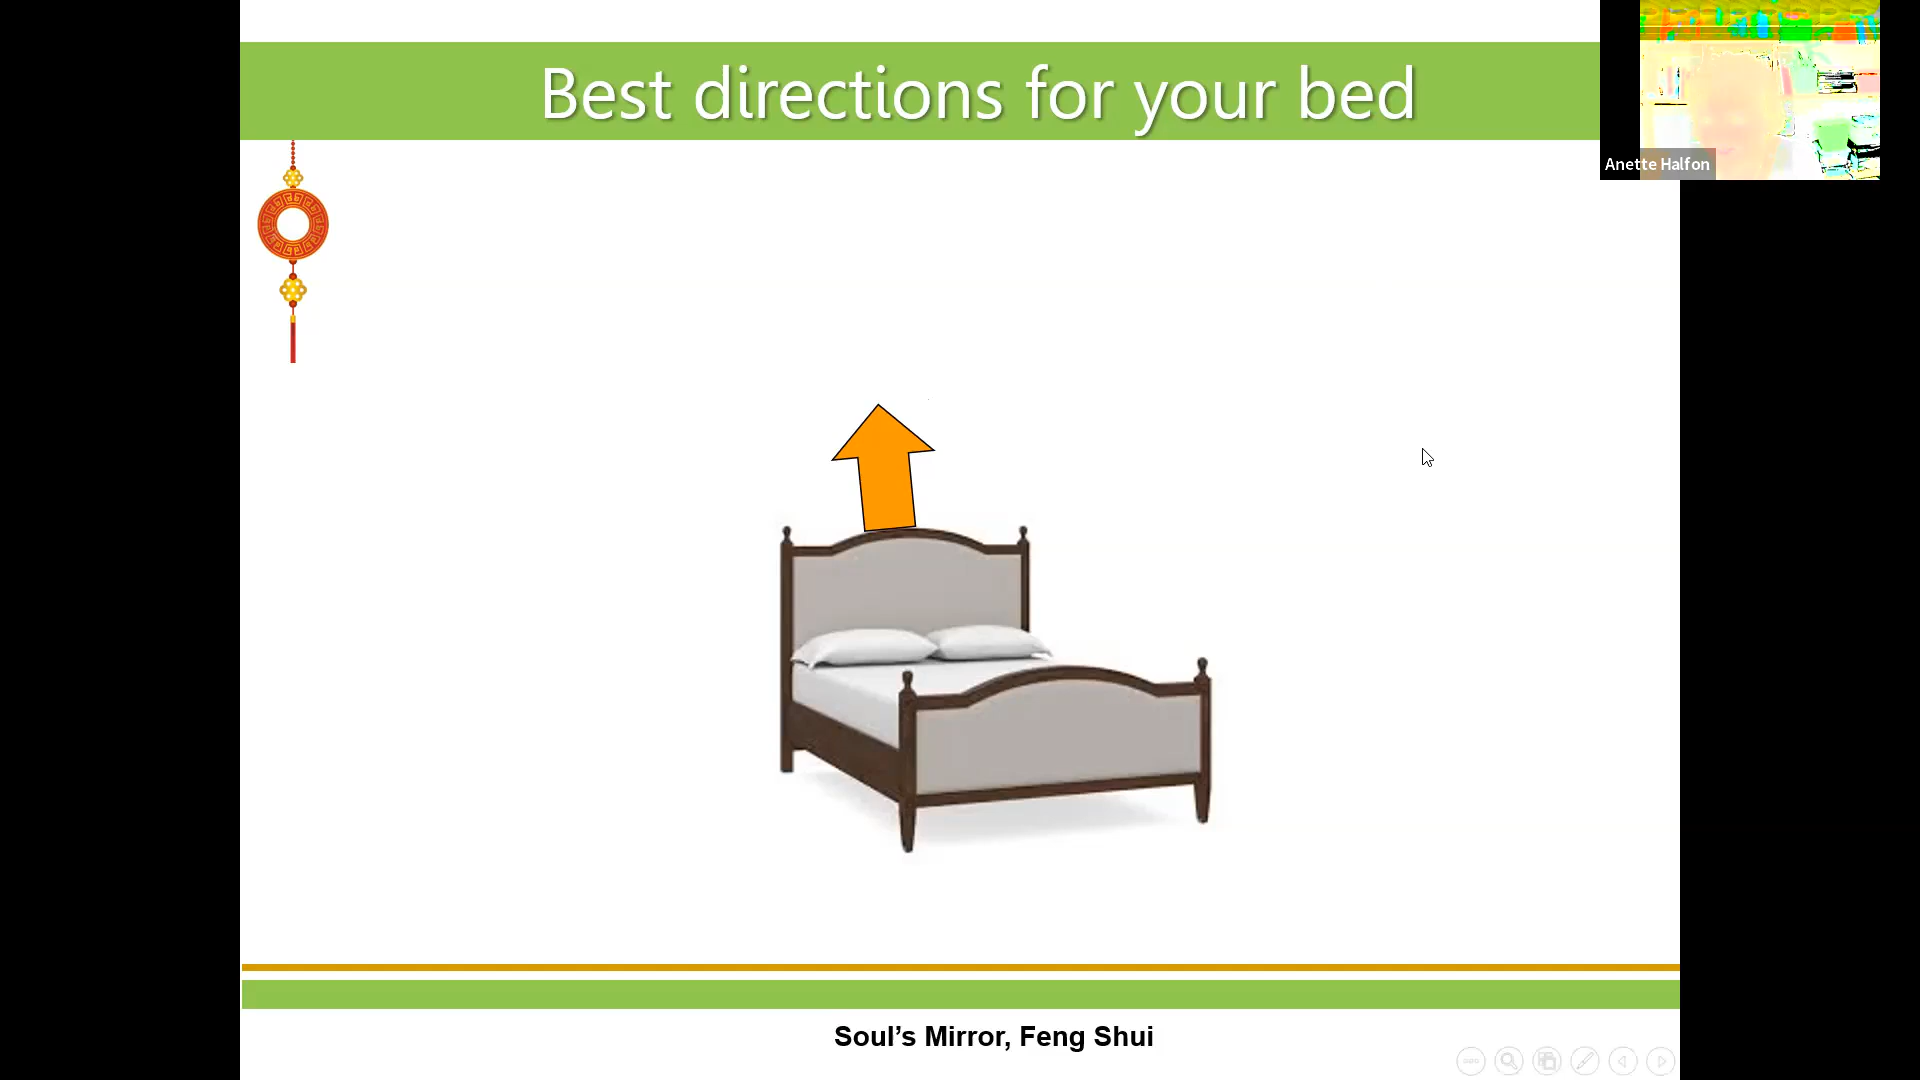 Best directions for your bed
Anette Halfon
Soul’s Mirror, Feng Shui